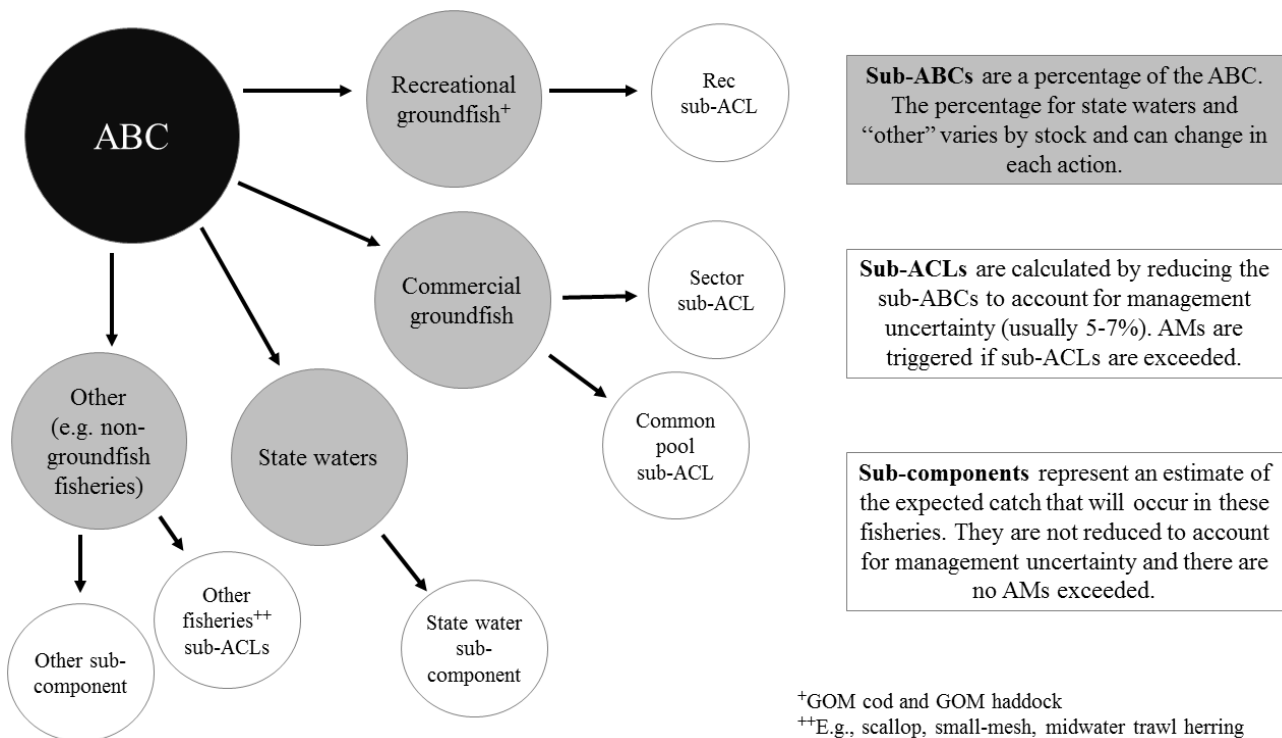 ABC
Recreational
groundfish+
Rec
sub-ACL
Commercial
groundfish
Sector
sub-ACL
Common
pool
sub-ACL
Other
(e.g. non-
groundfish
fisheries)
State waters
Other sub-
component
Other
fisheries++
sub-ACLs
State water
sub-
component
Sub-ABCs are a percentage of the ABC.
The percentage for state waters and
“other” varies by stock and can change in
each action.
Sub-ACLs are calculated by reducing the
sub-ABCs to account for management
uncertainty (usually 5-7%). AMs are
triggered if sub-ACLs are exceeded.
Sub-components represent an estimate of
the expected catch that will occur in these
fisheries. They are not reduced to account
for management uncertainty and there are
no AMs exceeded.
+GOM cod and GOM haddock
++E.g., scallop, small-mesh, midwater trawl herring